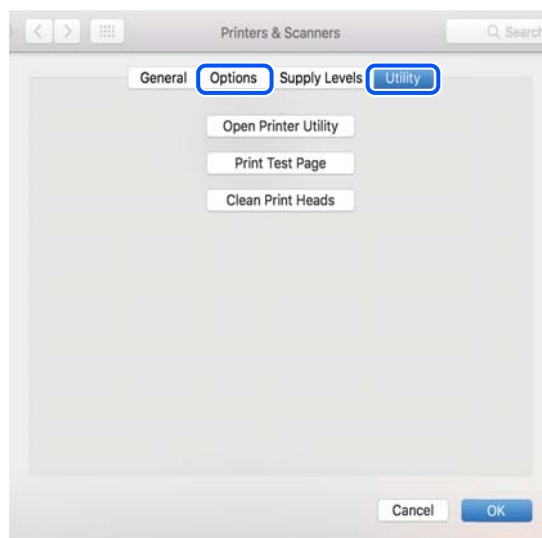 Printers & Scanners
Search
General Options Supply Levels Utility
Open Printer Utility
Print Test Page
Clean Print Heads
Cancel OK